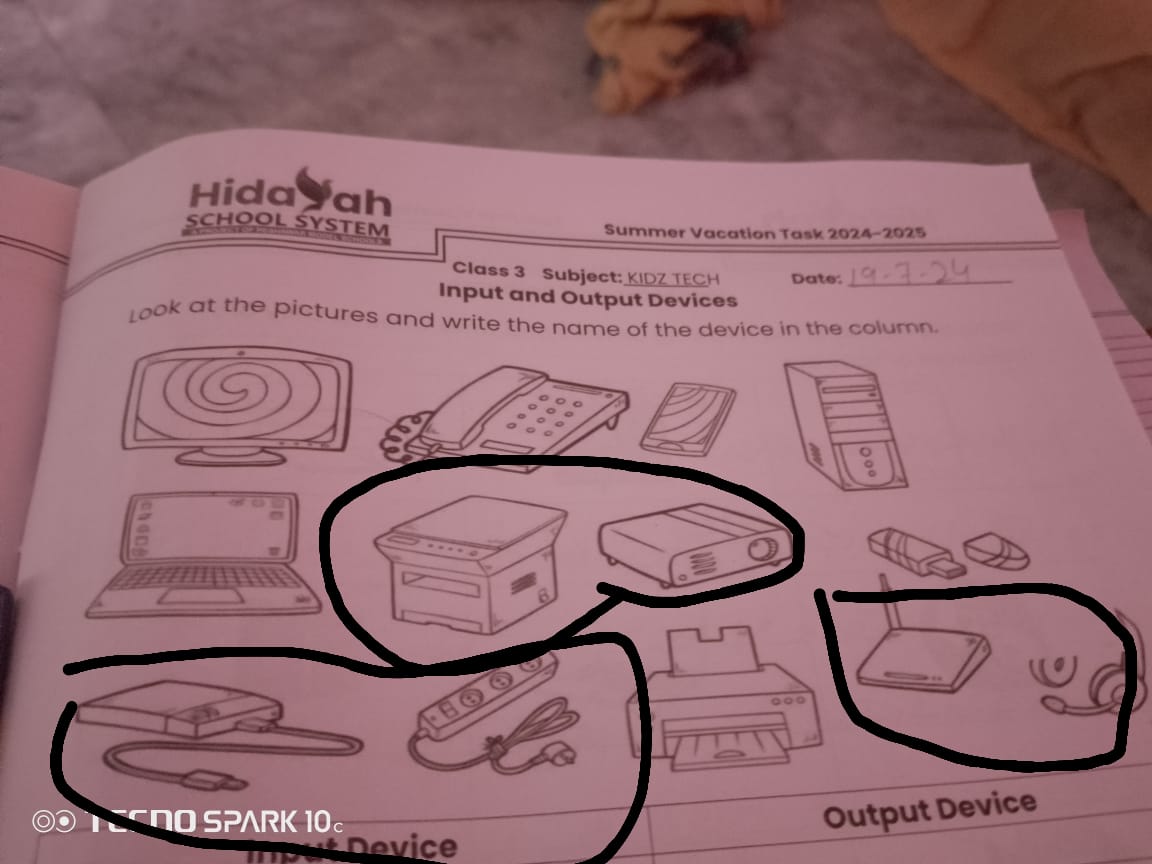 Hidayah
SCHOOL SYSTEM
Summer Vacation Task 2024-2025
Class 3 Subject: KIDZ TECH Date: 19-7-24
Input and Output Devices
Look at the pictures and write the name of the device in the column.
Input Device Output Device
TECNO SPARK 10C